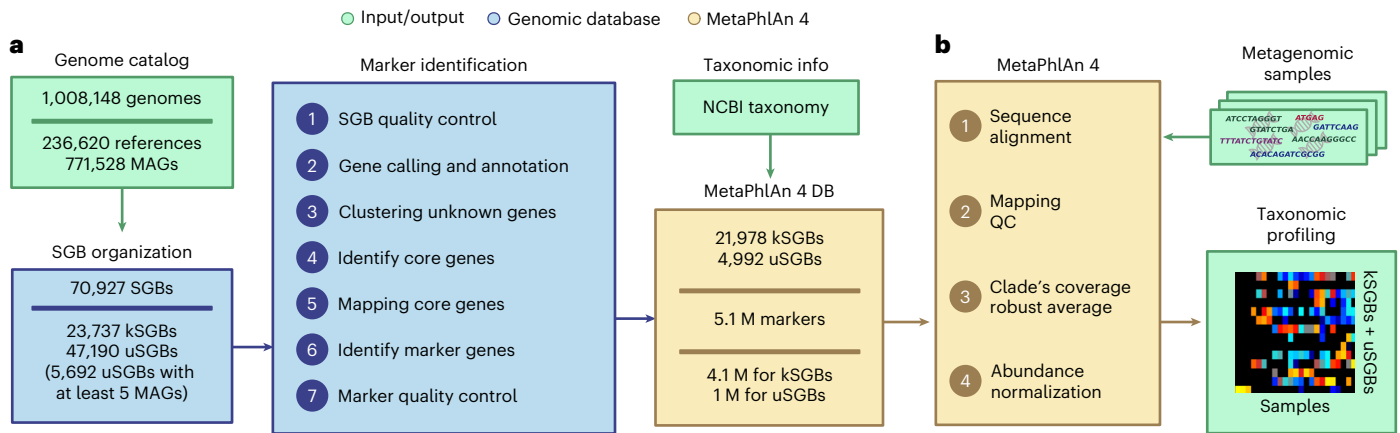 Input/output
Genomic database
MetaPhlAn 4
a
Genome catalog
1,008,148 genomes
236,620 references
771,528 MAGs
SGB organization
70,927 SGBs
23,737 kSGBs
47,190 uSGBs
(5,692 uSGBs with
at least 5 MAGs)
Marker identification
1 SGB quality control
2 Gene calling and annotation
3 Clustering unknown genes
4 Identify core genes
5 Mapping core genes
6 Identify marker genes
7 Marker quality control
Taxonomic info
NCBI taxonomy
MetaPhlAn 4 DB
21,978 kSGBs
4,992 uSGBs
5.1 M markers
4.1 M for kSGBs
1 M for uSGBs
b
MetaPhlAn 4
1 Sequence
alignment
2 Mapping
QC
3 Clade's coverage
robust average
4 Abundance
normalization
Metagenomic
samples
ATCCTAGGGT ATGAG
GTATCTGA GATTCAAG
TTTATCTGTATC AACCAAGGGCC
ACACAGATCGCGG
Taxonomic
profiling
kSGBs + uSGBs
Samples